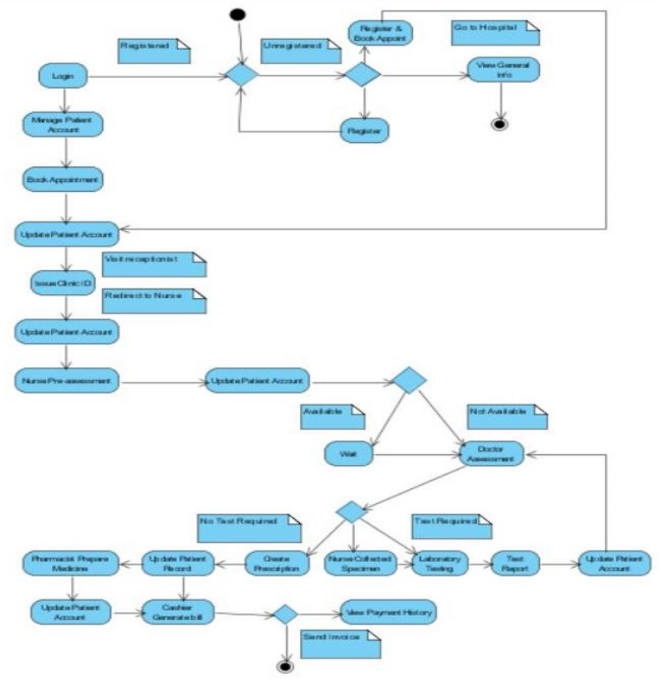 Register &
Book Appoint
Go to Hospital
Registered
Unregistered
View General
Info
Login
Manage Patient
Account
Register
Book Appointment
Update Patient Account
Visit receptionist
Issue Clinic ID
Redirect to Nurse
Update Patient Account
Nurse Pre-assessment
Update Patient Account
Available
Not Available
Wait
Doctor
Assessment
No Test Required
Test Required
Pharmacist Prepare
Medicine
Update Patient
Record
Create
Prescription
Nurse Collected
Specimen
Laboratory
Testing
Test
Report
Update Patient
Account
Update Patient
Account
Cashier
Generate bill
View Payment History
Send Invoice